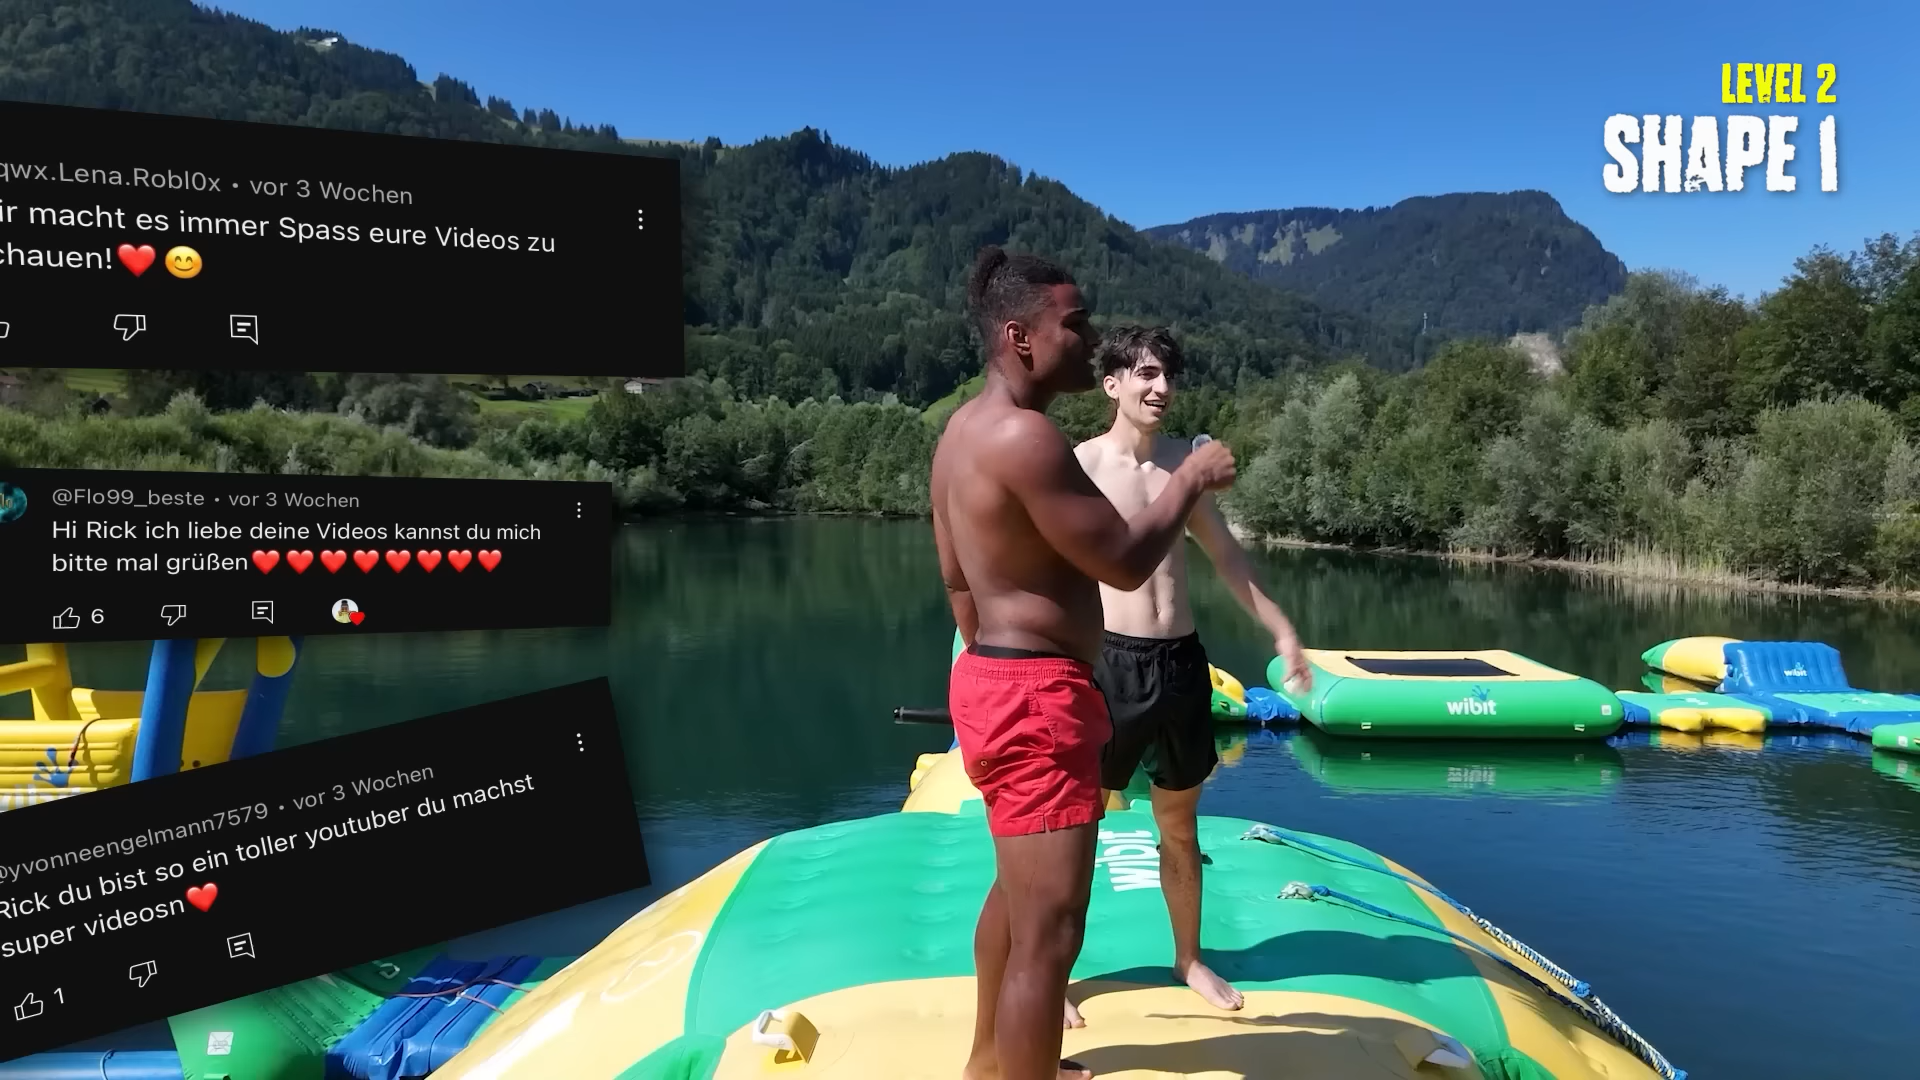 qwx.Lena.Robl0x • vor 3 Wochen
ir macht es immer Spass eure Videos zu
chauen!❤️😊
@Flo99_beste • vor 3 Wochen
Hi Rick ich liebe deine Videos kannst du mich
bitte mal grüßen❤️❤️❤️❤️❤️❤️❤️❤️
6
@yvonneengelmann7579 • vor 3 Wochen
Rick du bist so ein toller youtuber du machst
super videosn❤️
1
LEVEL 2
SHAPE 1
wibit
wibit
wibit